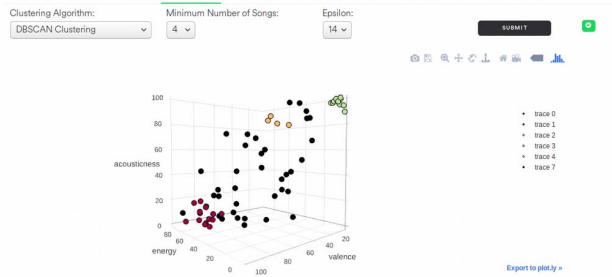 Clustering Algorithm:
Minimum Number of Songs:
Epsilon:
DBSCAN Clustering
4
14
SUBMIT
100
80
60
40
20
0
acousticness
80
60
40
20
0
energy
100
80
60
40
20
valence
trace 0
trace 1
trace 2
trace 3
trace 4
trace 7
Export to plot.ly »